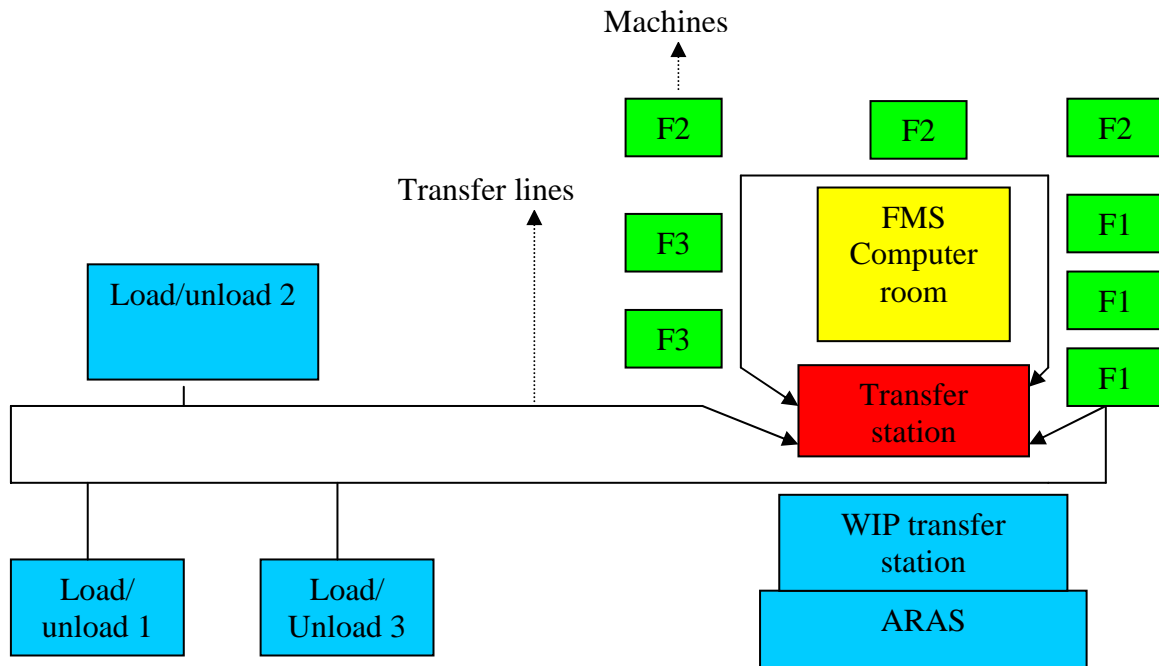 Machines
F2
F2
F2
Transfer lines
FMS
Computer
room
F3
F1
Load/unload 2
F1
F3
F1
Transfer
station
WIP transfer
station
Load/
unload 1
Load/
Unload 3
ARAS